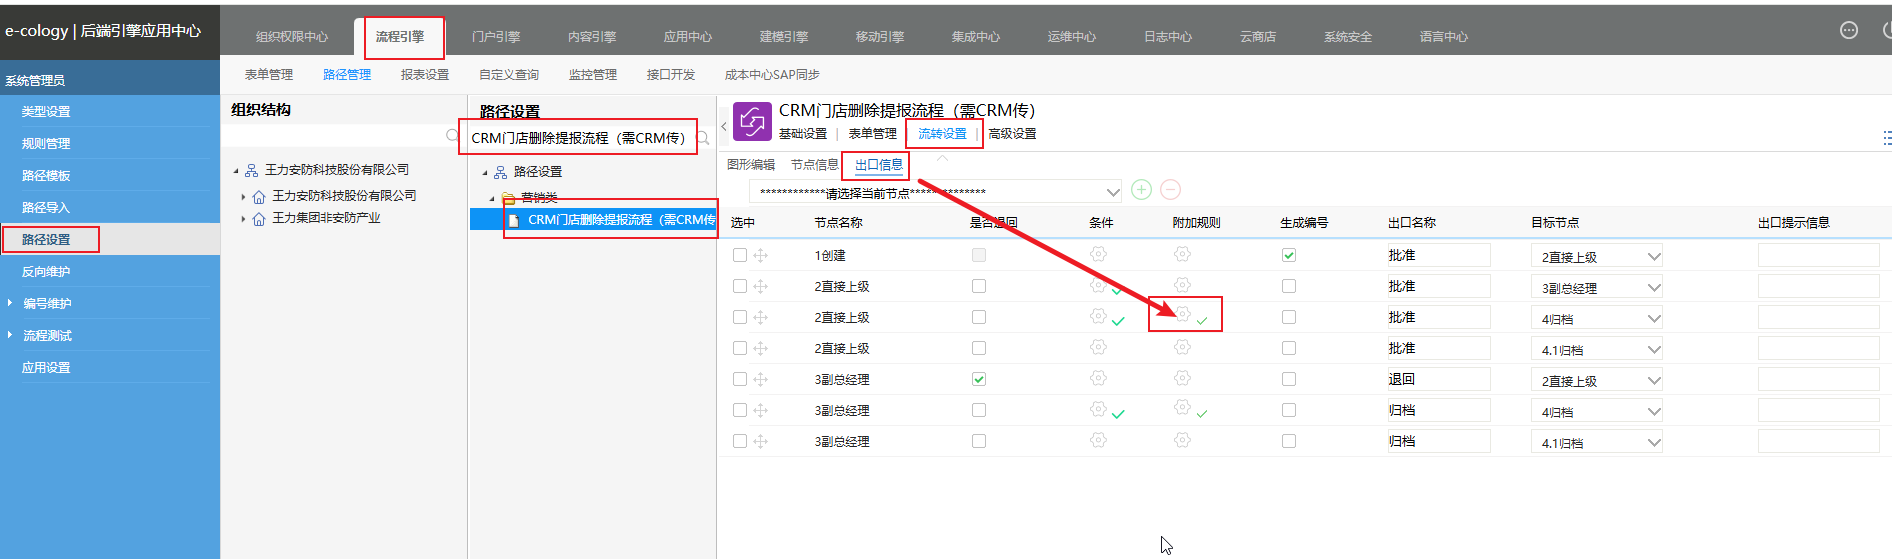 e-cology | 后端引擎应用中心
组织权限中心 流程引擎 门户引擎 内容引擎 应用中心 建模引擎 移动引擎 集成中心 运维中心 日志中心 云商店 系统安全 语言中心
系统管理员
表单管理 路径管理 报表设置 自定义查询 监控管理 接口开发 成本中心SAP同步
类型设置
规则管理
路径模板
路径导入
路径设置
反向维护
编号维护
流程测试
应用设置
组织结构
王力安防科技股份有限公司
王力安防科技股份有限公司
王力集团非安防产业
路径设置
CRM门店删除提报流程（需CRM传）
路径设置
营销类
CRM门店删除提报流程（需CRM传
CRM门店删除提报流程（需CRM传）
基础设置 | 表单管理 | 流转设置 | 高级设置
图形编辑 节点信息 出口信息
************请选择当前节点**************
选中 节点名称 是否退回 条件 附加规则 生成编号 出口名称 目标节点 出口提示信息
1创建 批准 2直接上级
2直接上级 批准 3副总经理
2直接上级 批准 4归档
2直接上级 批准 4.1归档
3副总经理 退回 2直接上级
3副总经理 归档 4归档
3副总经理 归档 4.1归档